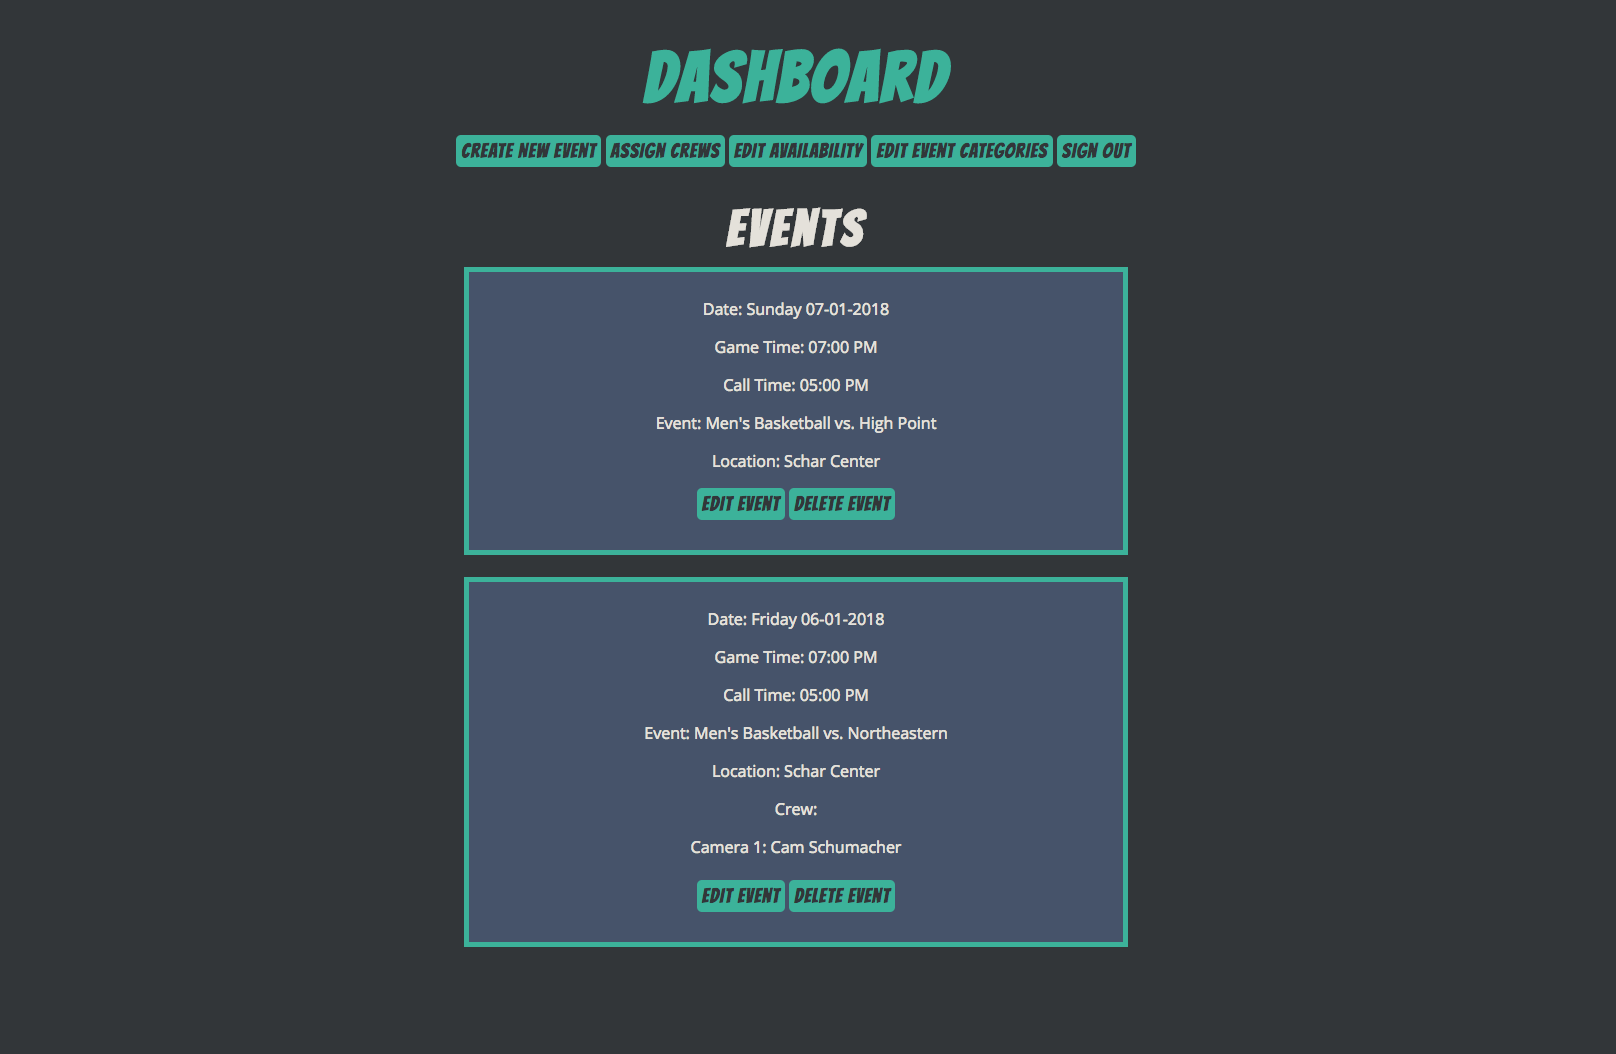 DASHBOARD
CREATE NEW EVENT ASSIGN CREWS EDIT AVAILABILITY EDIT EVENT CATEGORIES SIGN OUT
EVENTS
Date: Sunday 07-01-2018
Game Time: 07:00 PM
Call Time: 05:00 PM
Event: Men's Basketball vs. High Point
Location: Schar Center
EDIT EVENT DELETE EVENT
Date: Friday 06-01-2018
Game Time: 07:00 PM
Call Time: 05:00 PM
Event: Men's Basketball vs. Northeastern
Location: Schar Center
Crew:
Camera 1: Cam Schumacher
EDIT EVENT DELETE EVENT